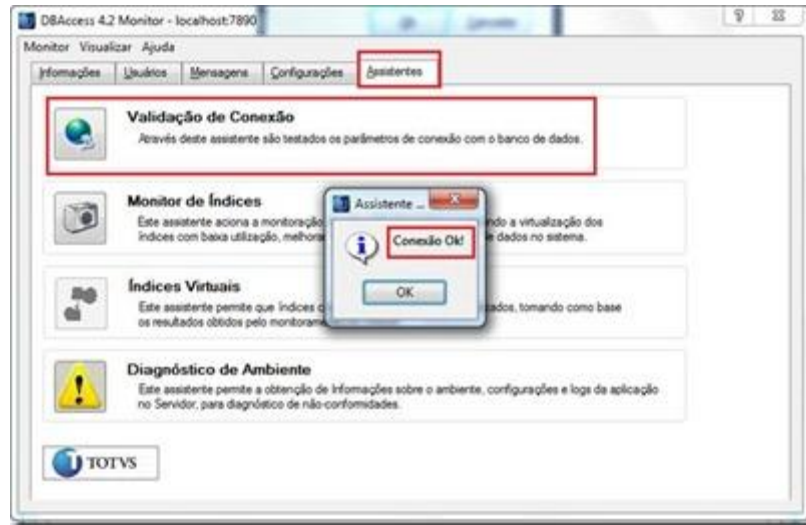 DBAccess 4.2 Monitor - localhost:7890
Monitor Visualizar Ajuda
Informações Usuários Mensagens Configurações Assistentes
Validação de Conexão
Através deste assistente são testados os parâmetros de conexão com o banco de dados.
Monitor de Índices
Este assistente aciona a monitoração ndo a virtualização dos
índices com baixa utilização, melhora e dados no sistema.
Assistente ...
Conexão Ok!
OK
Índices Virtuais
Este assistente permite que índices c zados, tomando como base
os resultados obtidos pelo monitoram
Diagnóstico de Ambiente
Este assistente permite a obtenção de Informações sobre o ambiente, configurações e logs da aplicação
no Servidor, para diagnóstico de não-conformidades.
TOTVS